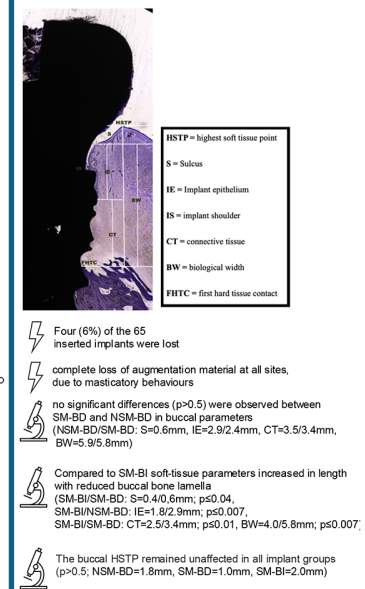 HSTP
S
IE
IS
IE
BW
CT
FHTC
HSTP = highest soft tissue point
S = Sulcus
IE = Implant epithelium
IS = implant shoulder
CT = connective tissue
BW = biological width
FHTC = first hard tissue contact
Four (6%) of the 65
inserted implants were lost
complete loss of augmentation material at all sites,
due to masticatory behaviours
no significant differences (p>0.5) were observed between
SM-BD and NSM-BD in buccal parameters
(NSM-BD/SM-BD: S=0.6mm, IE=2.9/2.4mm, CT=3.5/3.4mm,
BW=5.9/5.8mm)
Compared to SM-BI soft-tissue parameters increased in length
with reduced buccal bone lamella
(SM-BI/SM-BD: S=0.4/0,6mm; p≤0.04,
SM-BI/NSM-BD: IE=1.8/2.9mm; p≤0.007,
SM-BI/SM-BD: CT=2.5/3.4mm; p≤0.01, BW=4.0/5.8mm; p≤0.007
The buccal HSTP remained unaffected in all implant groups
(p>0.5; NSM-BD=1.8mm, SM-BD=1.0mm, SM-BI=2.0mm)